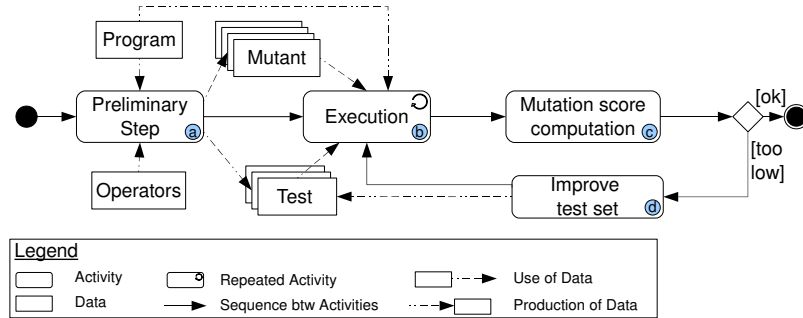 Program
Mutant
Preliminary
Step
a
Execution
b
Mutation score
computation
c
[ok]
[too
low]
Operators
Test
Improve
test set
d
Legend
Activity
Repeated Activity
Use of Data
Data
Sequence btw Activities
Production of Data